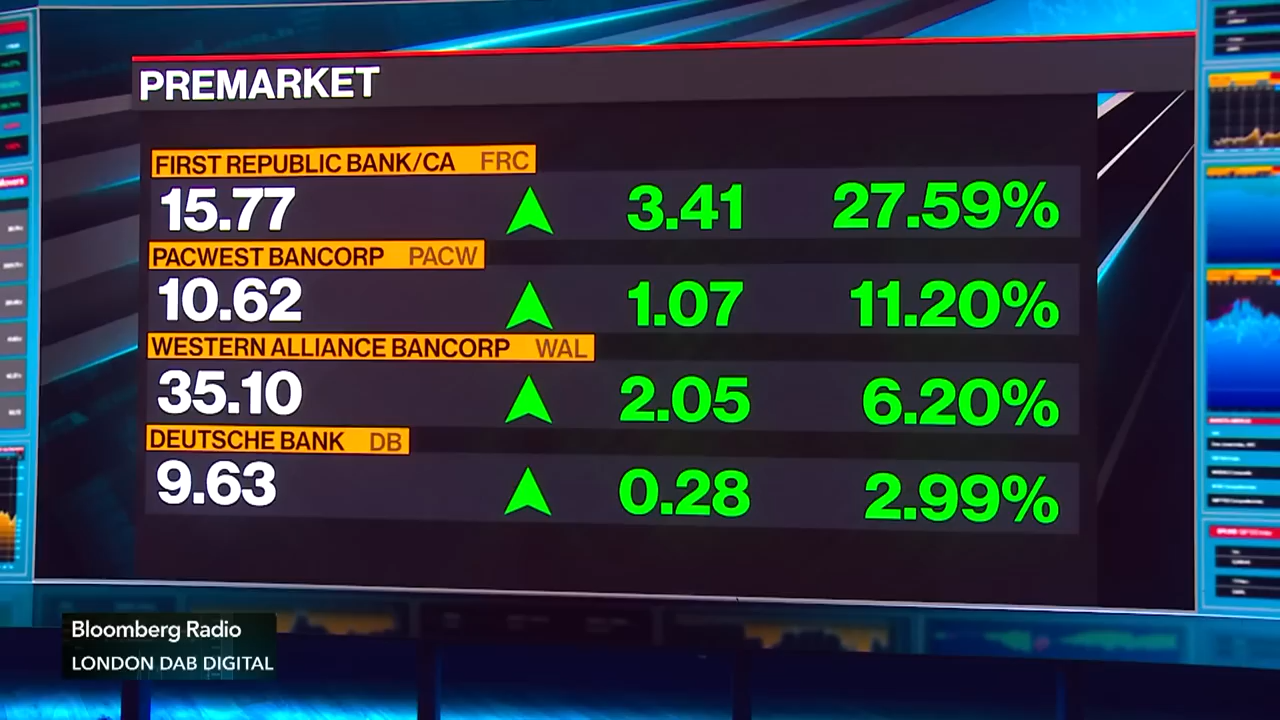 PREMARKET
FIRST REPUBLIC BANK/CA FRC
15.77 3.41 27.59%
PACWEST BANCORP PACW
10.62 1.07 11.20%
WESTERN ALLIANCE BANCORP WAL
35.10 2.05 6.20%
DEUTSCHE BANK DB
9.63 0.28 2.99%
Bloomberg Radio
LONDON DAB DIGITAL